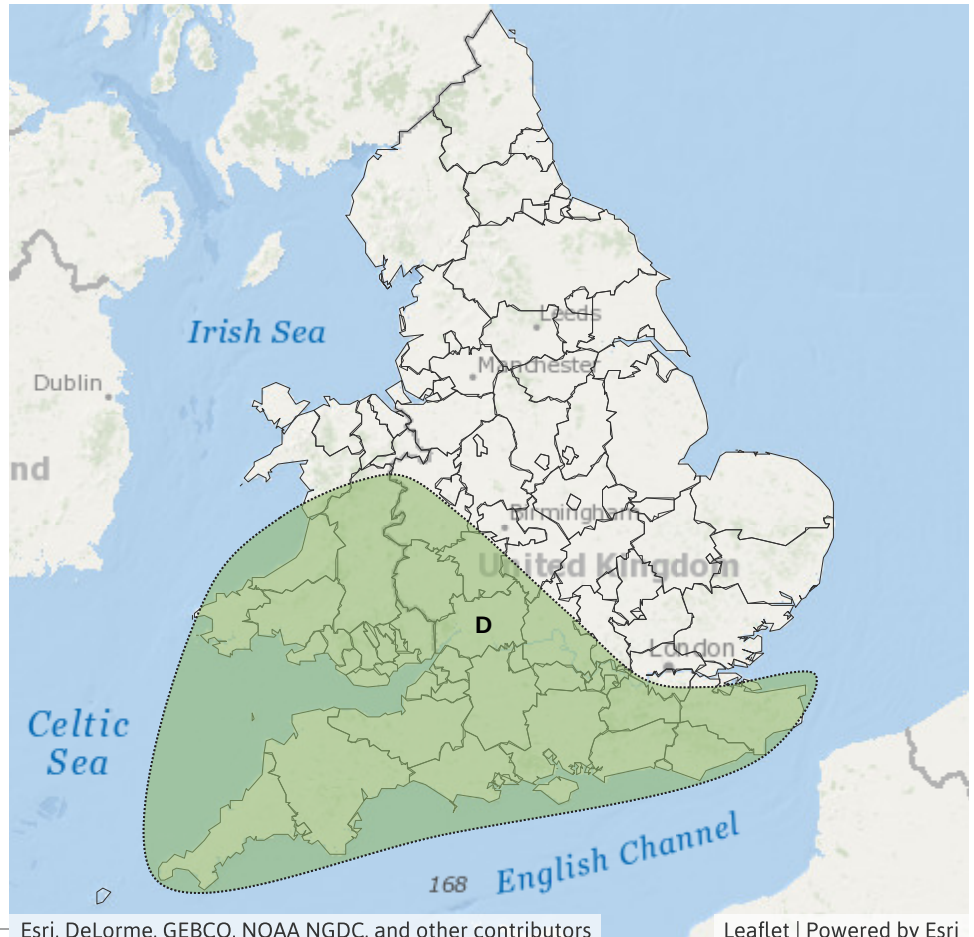 Leeds
Irish Sea
Manchester
Dublin
nd
Birmingham
United Kingdom
D
London
Celtic
Sea
English Channel
168
Esri, DeLorme, GEBCO, NOAA NGDC, and other contributors
Leaflet | Powered by Esri